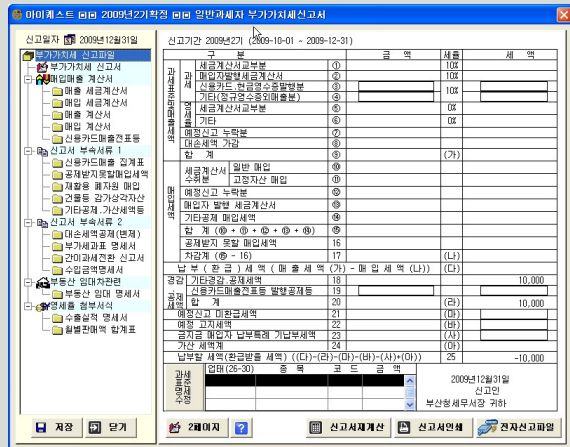 아이퀘스트 2009년2기확정 일반과세자 부가가치세신고서
신고일자 2009년12월31일
부가가치세 신고파일
부가가치세 신고서
매입매출 계산서
매출 세금계산서
매입 세금계산서
매출 계산서
매입 계산서
신용카드매출전표등
신고서 부속서류 1
신용카드매출 집계표
공제받지못할매입세액
재활용 폐자원 매입
건물등 감가상각자산
기타공제.가산세액등
신고서 부속서류 2
대손세액공제(변제)
부가세과표 명세서
간이과세전환 신고서
수입금액명세서
부동산 임대차관련
부동산 임대 명세서
영세율 첨부서식
수출실적 명세서
월별판매액 합계표
저장 닫기
신고기간 2009년2기 (2009-10-01 - 2009-12-31)
구 분 금 액 세율 세 액
과세표준및매출세액
과세
세금계산서교부분 ① 10%
매입자발행세금계산서 ② 10%
신용카드.현금영수증발행분 ③ 10%
기타(정규영수증외매출분) ④
영세율
세금계산서교부분 ⑤ 0%
기타 ⑥ 0%
예정신고 누락분 ⑦
대손세액 가감 ⑧
합 계 ⑨ (가)
매입세액
세금계산서수취분 일반 매입 ⑩
고정자산 매입 ⑪
예정신고 누락분 ⑫
매입자 발행 세금계산서 ⑬
기타공제 매입세액 ⑭
합 계 (⑩ + ⑪ + ⑫ + ⑬ + ⑭) ⑮
공제받지 못할 매입세액 16
차감계 (⑮ - 16) 17 (나)
납 부 ( 환 급 ) 세 액 ( 매 출 세 액 (가) - 매 입 세 액 (나)) (다)
경감공제세액
기타경감.공제세액 18 10,000
신용카드매출전표등 발행공제등 19
합 계 20 (라) 10,000
예정신고 미환급세액 21 (마)
예정 고지세액 22 (바)
금지금 매입자 납부특례 기납부세액 23 (사)
가산 세액계 24 (아)
납부할 세액(환급받을 세액) ((다)-(라)-(마)-(바)-(사)+(아)) 25 -10,000
과세표준명세수정
업태(26-30) 종 목 코 드 금 액
2009년12월31일
신고인
부산청세무서장 귀하
2페이지 신고서재계산 신고서인쇄 전자신고파일